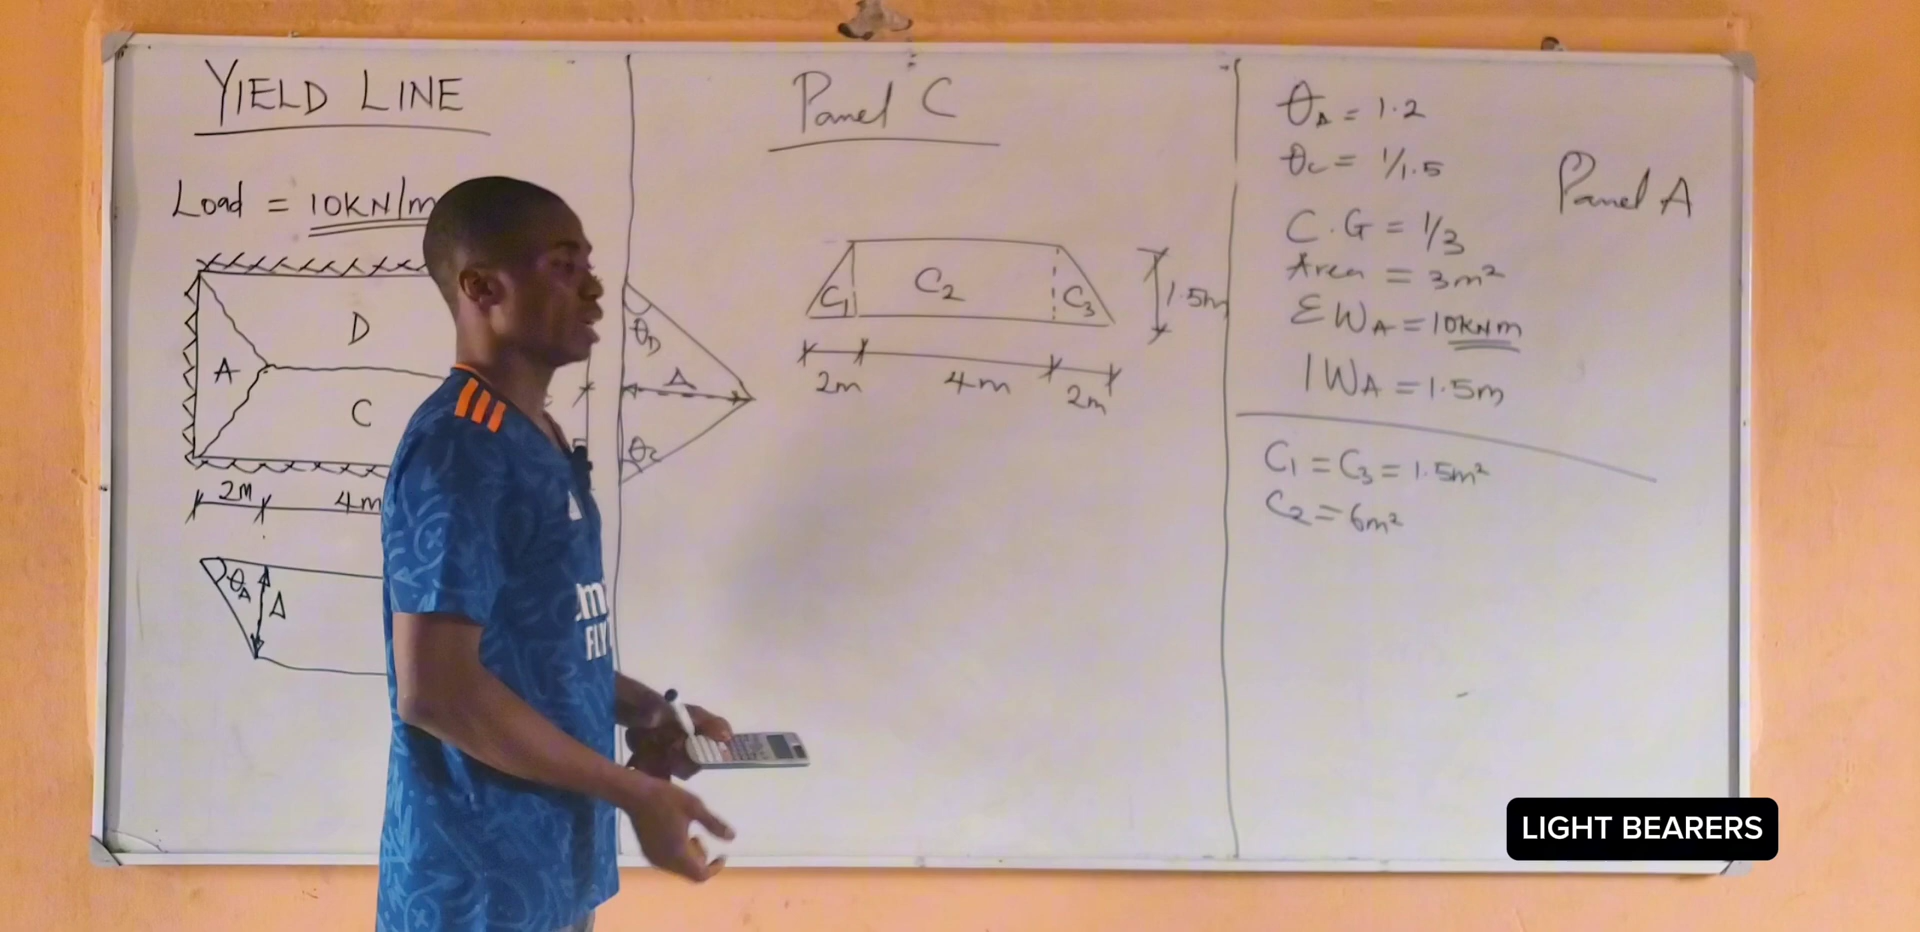 YIELD LINE
Load = 10KN/m
D
A
C
2M
4m
θA
Δ
θD
Δ
θC
Panel C
C1
C2
C3
1.5m
2m
4m
2m
θA = 1.2
θC = 1/1.5
Panel A
C.G = 1/3
Area = 3m²
EWA = 10KNm
IWA = 1.5m
C1 = C3 = 1.5m²
C2 = 6m²
FLY
LIGHT BEARERS